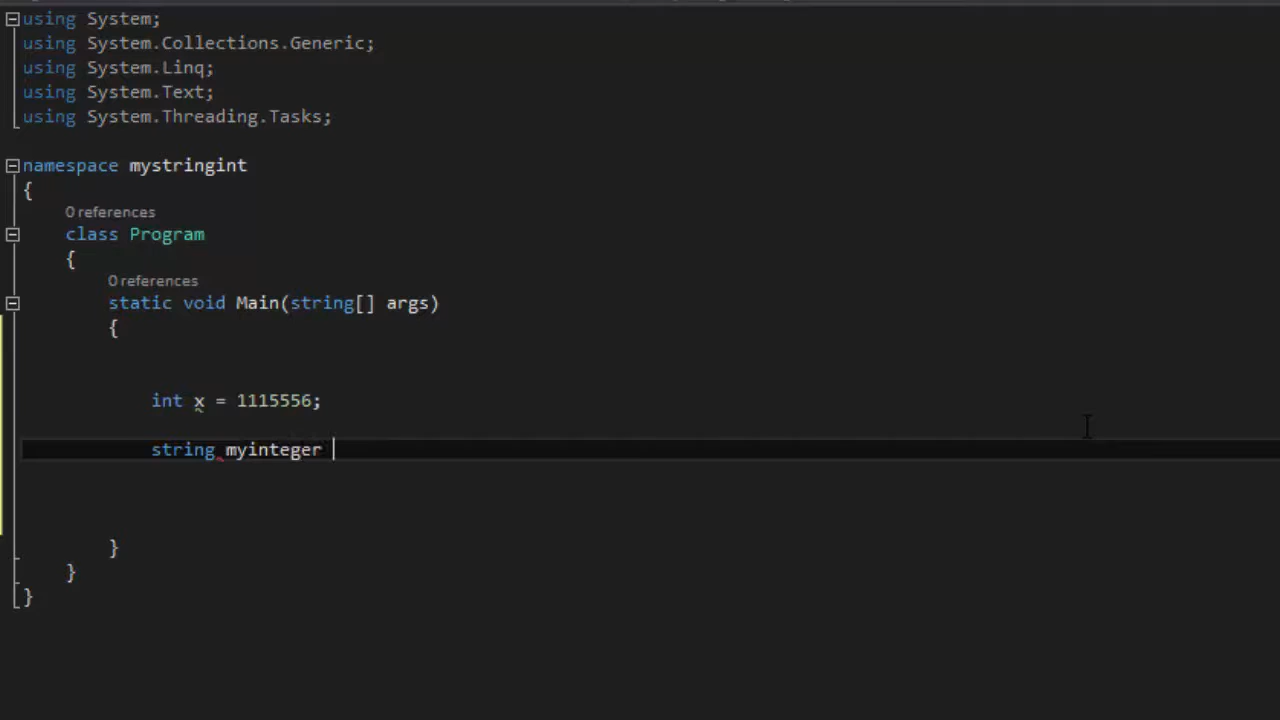 using System;
using System.Collections.Generic;
using System.Linq;
using System.Text;
using System.Threading.Tasks;
namespace mystringint
{
0 references
class Program
{
0 references
static void Main(string[] args)
{
int x = 1115556;
string myinteger
}
}
}